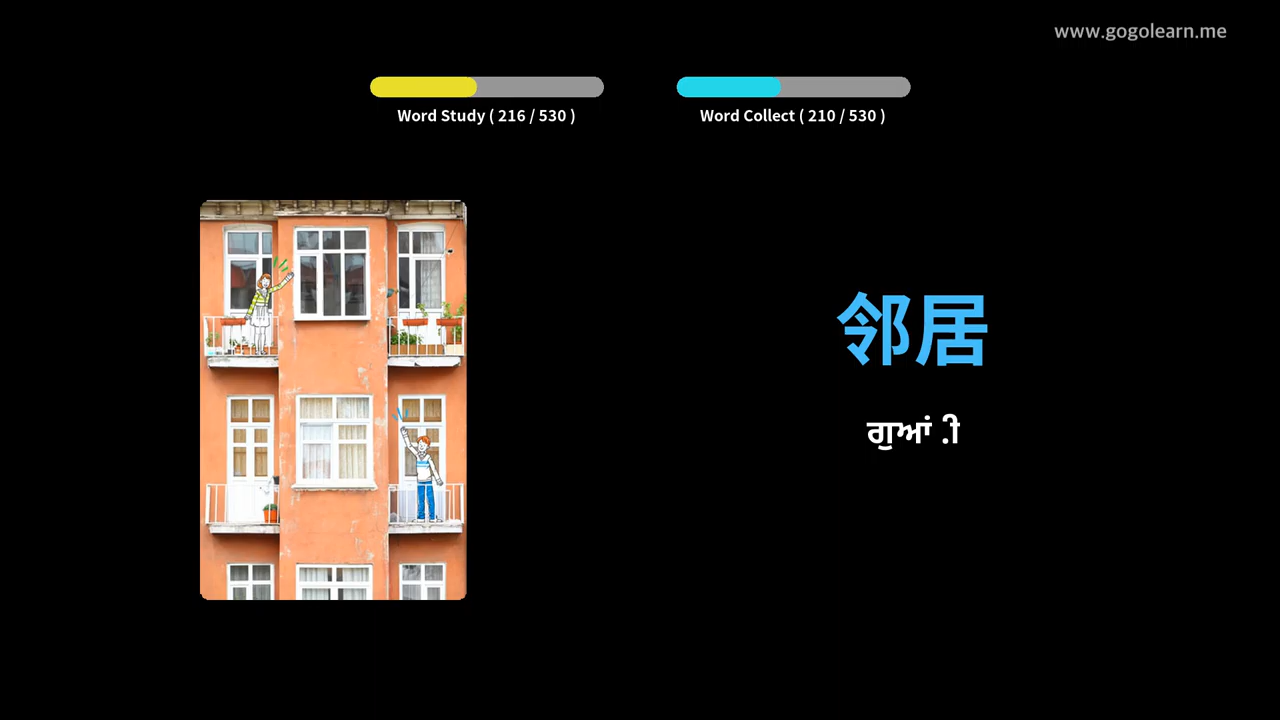 www.gogolearn.me
Word Study ( 216 / 530 )
Word Collect ( 210 / 530 )
邻居
ਗੁਆਂ .ੀ